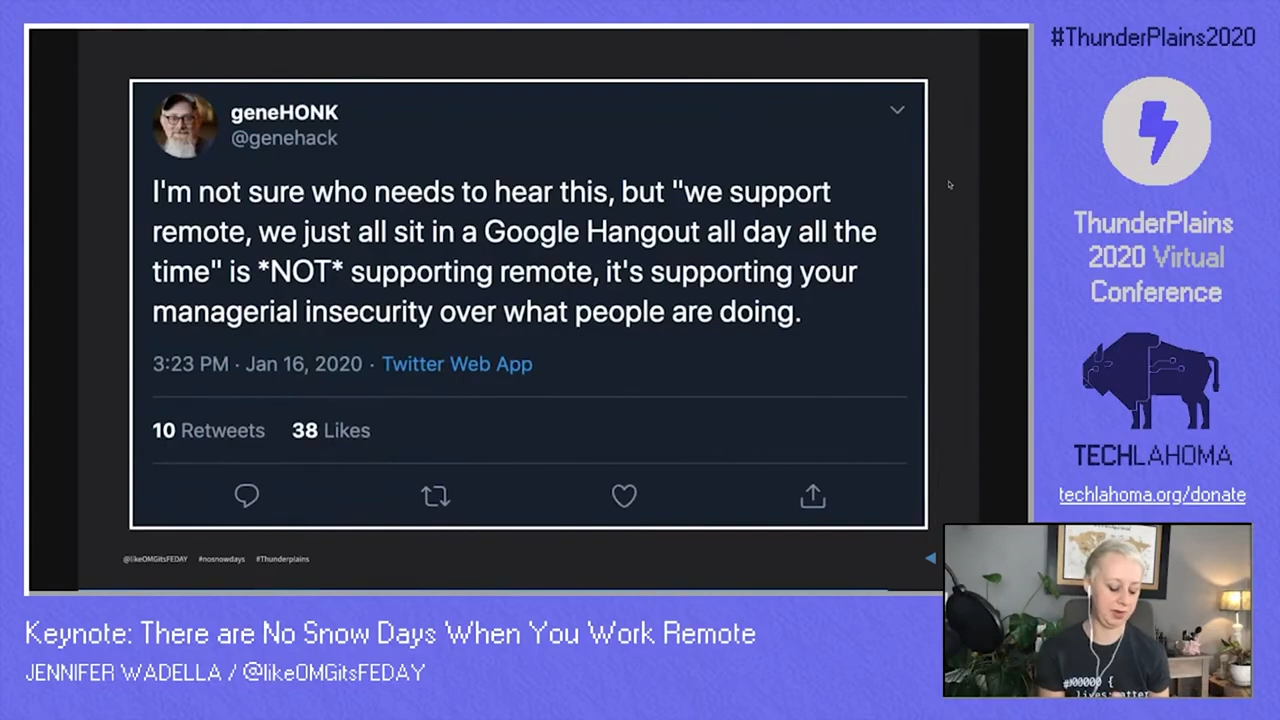 geneHONK
@genehack
I'm not sure who needs to hear this, but "we support
remote, we just all sit in a Google Hangout all day all the
time" is *NOT* supporting remote, it's supporting your
managerial insecurity over what people are doing.
3:23 PM · Jan 16, 2020 · Twitter Web App
10 Retweets 38 Likes
@likeOMGitsFEDAY #nosnowdays #Thunderplains
#ThunderPlains2020
ThunderPlains
2020 Virtual
Conference
TECHLAHOMA
techlahoma.org/donate
#000000 {
lives:matter
Keynote: There are No Snow Days When You Work Remote
JENNIFER WADELLA / @likeOMGitsFEDAY